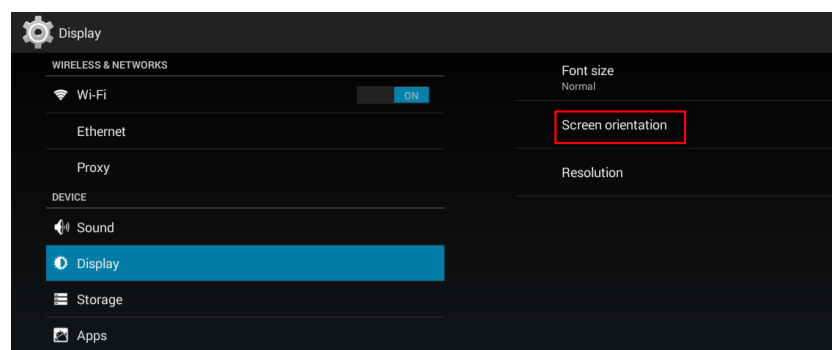 Display
WIRELESS & NETWORKS
Wi-Fi
ON
Ethernet
Proxy
DEVICE
Sound
Display
Storage
Apps
Font size
Normal
Screen orientation
Resolution